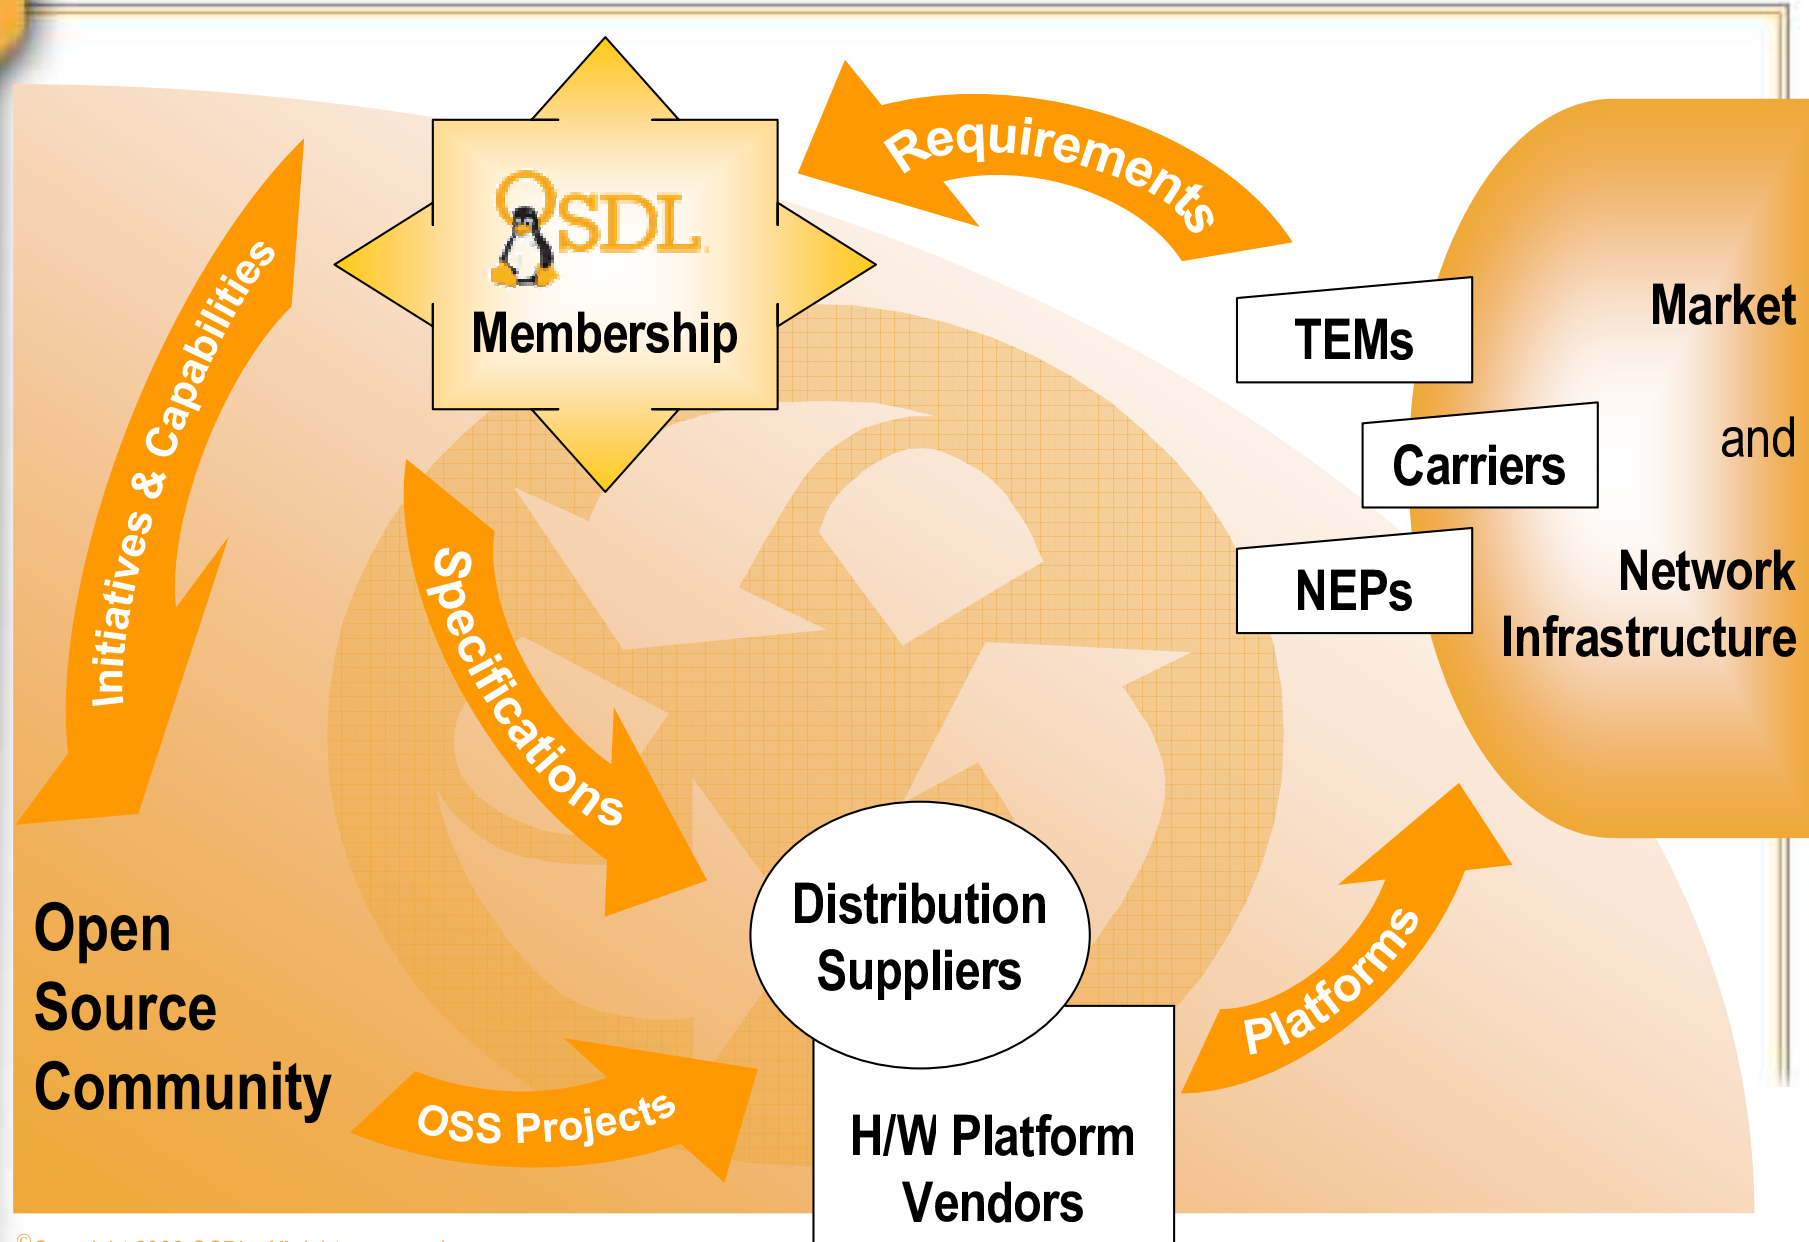 OSDL
Membership
Requirements
Initiatives & Capabilities
Specifications
TEMs
Carriers
NEPs
Market
and
Network
Infrastructure
Open
Source
Community
OSS Projects
Distribution
Suppliers
H/W Platform
Vendors
Platforms